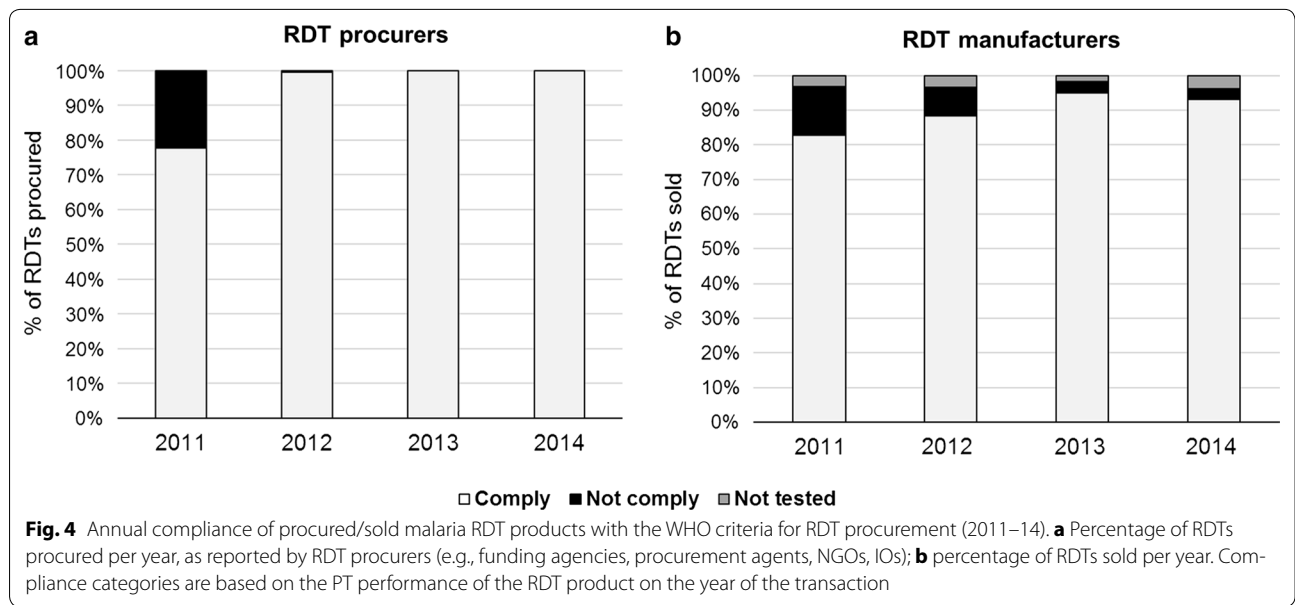 a
RDT procurers
% of RDTs procured
100%
90%
80%
70%
60%
50%
40%
30%
20%
10%
0%
2011 2012 2013 2014
b
RDT manufacturers
% of RDTs sold
100%
90%
80%
70%
60%
50%
40%
30%
20%
10%
0%
2011 2012 2013 2014
Comply Not comply Not tested
Fig. 4 Annual compliance of procured/sold malaria RDT products with the WHO criteria for RDT procurement (2011–14). a Percentage of RDTs
procured per year, as reported by RDT procurers (e.g., funding agencies, procurement agents, NGOs, IOs); b percentage of RDTs sold per year. Com-
pliance categories are based on the PT performance of the RDT product on the year of the transaction